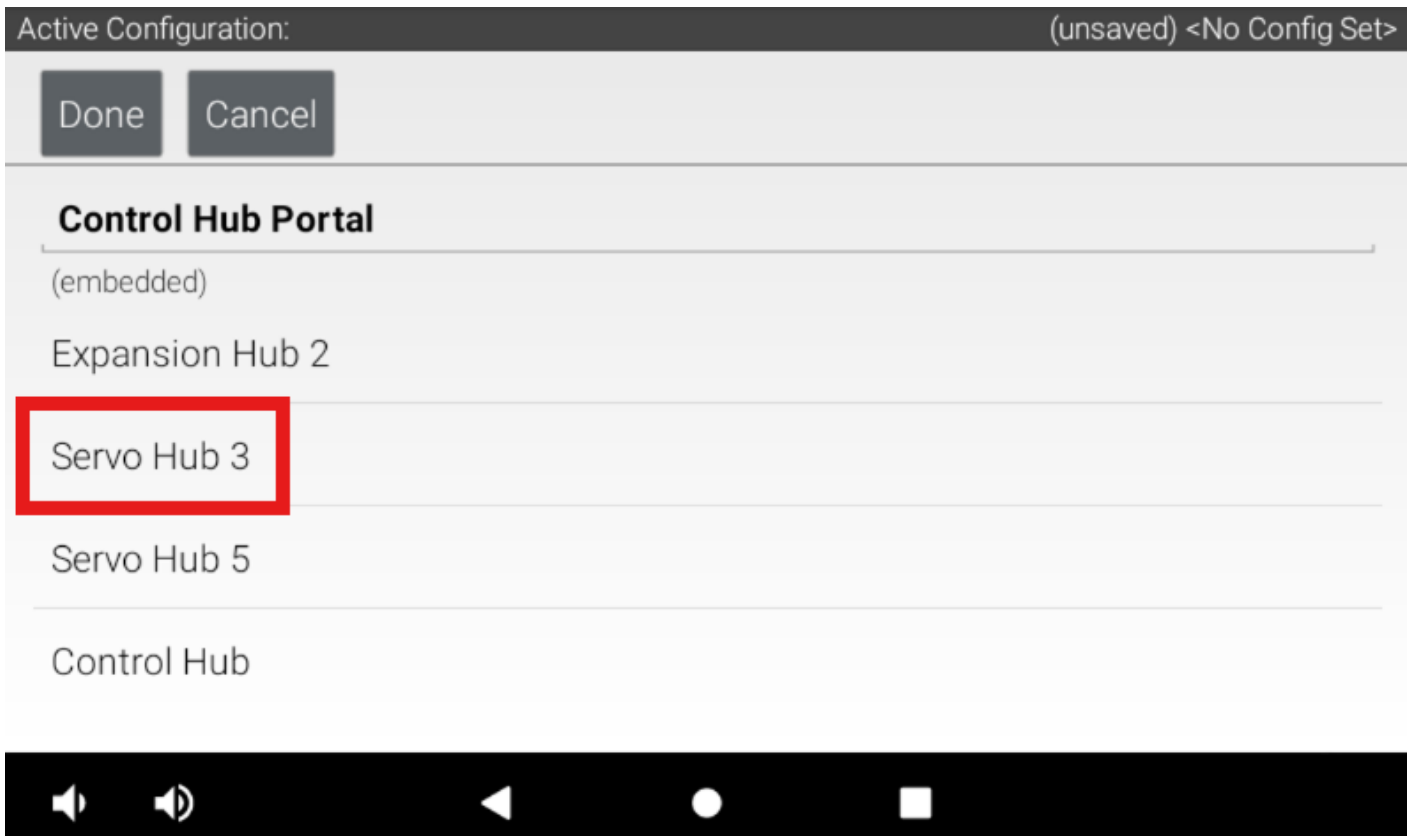 Active Configuration: (unsaved) <No Config Set>
Done Cancel
Control Hub Portal
(embedded)
Expansion Hub 2
Servo Hub 3
Servo Hub 5
Control Hub